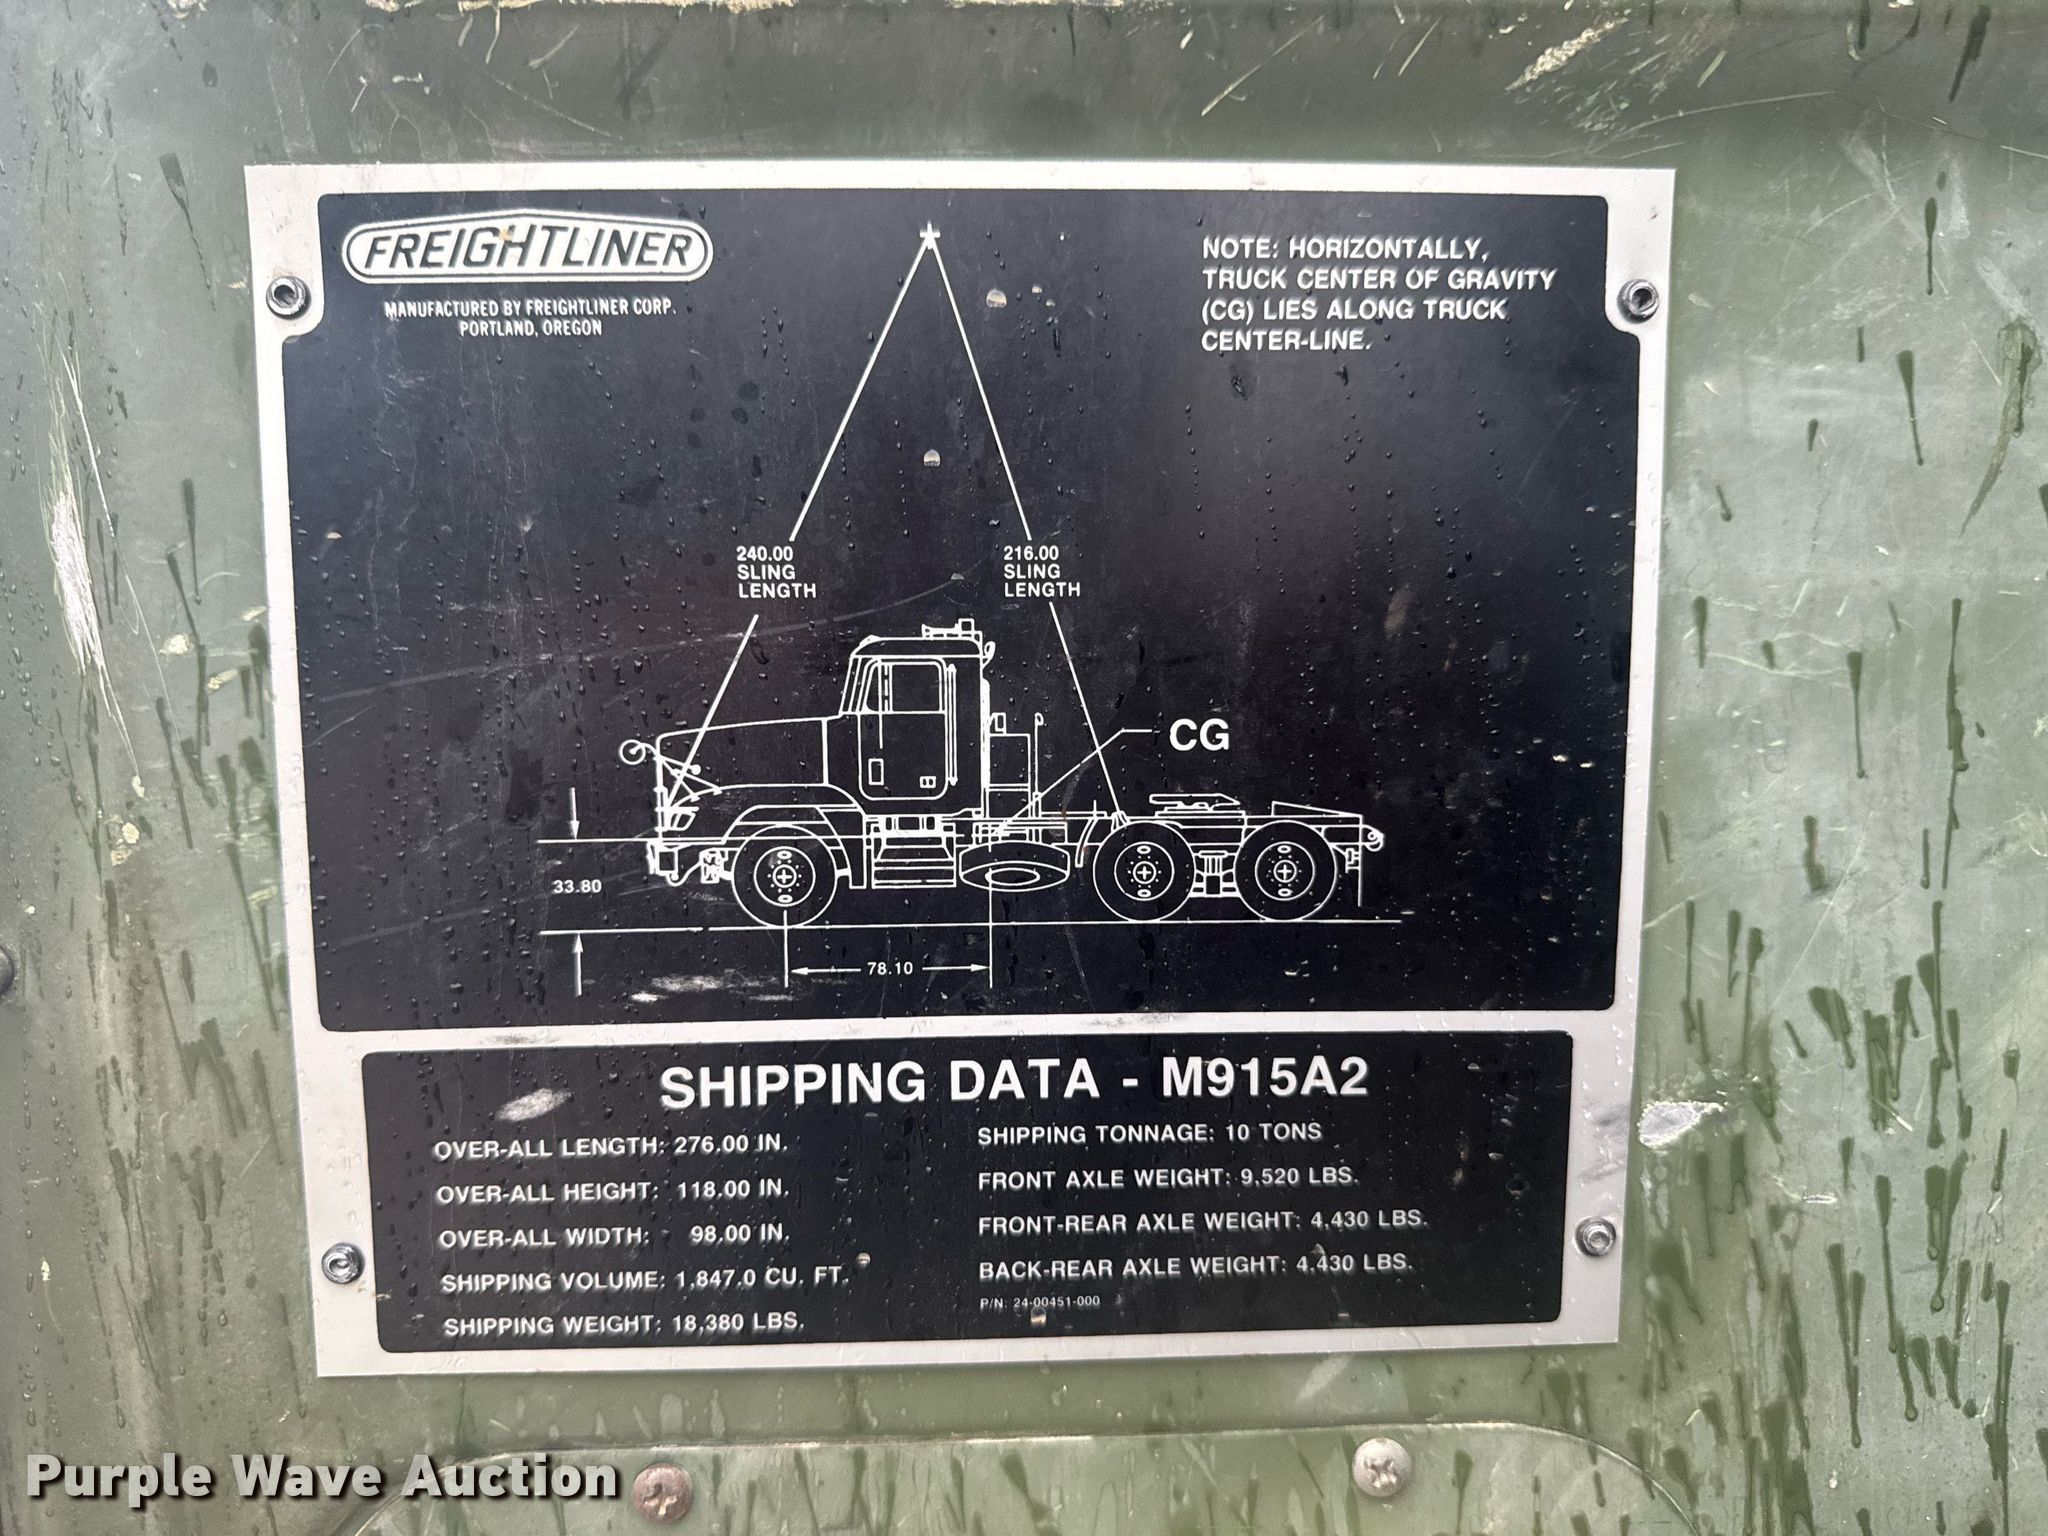 FREIGHTLINER
MANUFACTURED BY FREIGHTLINER CORP.
PORTLAND, OREGON
NOTE: HORIZONTALLY,
TRUCK CENTER OF GRAVITY
(CG) LIES ALONG TRUCK
CENTER-LINE.
240.00
SLING
LENGTH
216.00
SLING
LENGTH
CG
33.80
78.10
SHIPPING DATA - M915A2
OVER-ALL LENGTH: 276.00 IN.
OVER-ALL HEIGHT: 118.00 IN.
OVER-ALL WIDTH: 98.00 IN.
SHIPPING VOLUME: 1,847.0 CU. FT.
SHIPPING WEIGHT: 18,380 LBS.
SHIPPING TONNAGE: 10 TONS
FRONT AXLE WEIGHT: 9,520 LBS.
FRONT-REAR AXLE WEIGHT: 4,430 LBS.
BACK-REAR AXLE WEIGHT: 4,430 LBS.
P/N: 24-00451-000
Purple Wave Auction